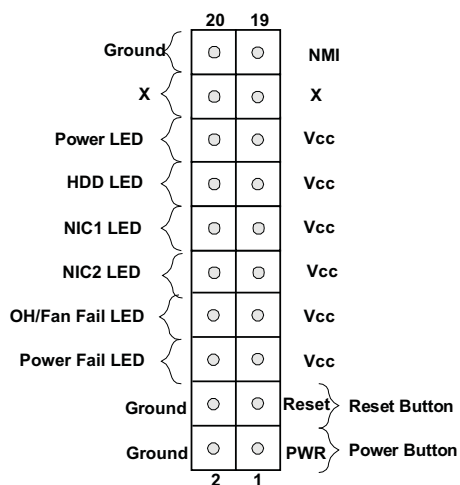 20 19
Ground NMI
X X
Power LED Vcc
HDD LED Vcc
NIC1 LED Vcc
NIC2 LED Vcc
OH/Fan Fail LED Vcc
Power Fail LED Vcc
Ground Reset Reset Button
Ground PWR Power Button
2 1